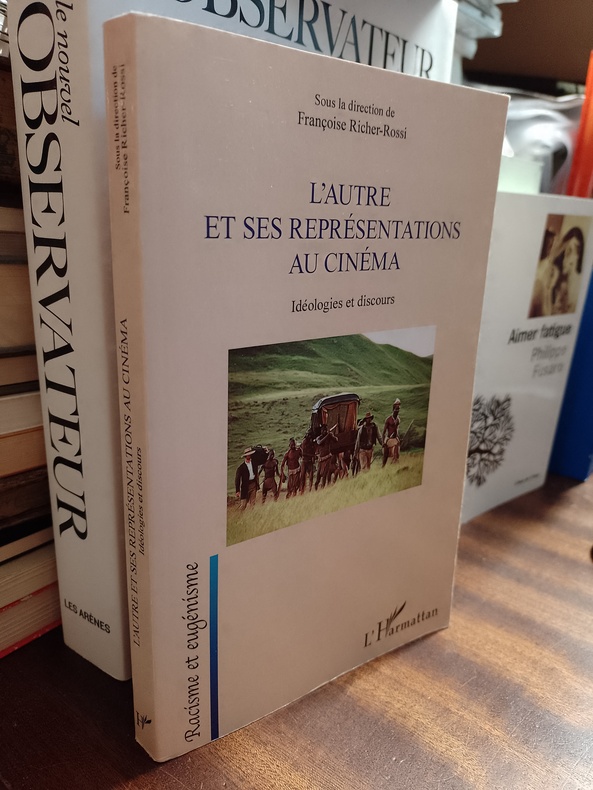 Sous la direction de
Françoise Richer-Rossi
L'AUTRE
ET SES REPRÉSENTATIONS
AU CINÉMA
Idéologies et discours
Racisme et eugénisme
L'Harmattan
Sous la direction de
Françoise Richer-Rossi
L'AUTRE ET SES REPRÉSENTATIONS AU CINÉMA
Idéologies et discours
le nouvel
OBSERVATEUR
LES ARÈNES
OBSERVATEUR
Aimer fatigue
Philippe
Fusaro